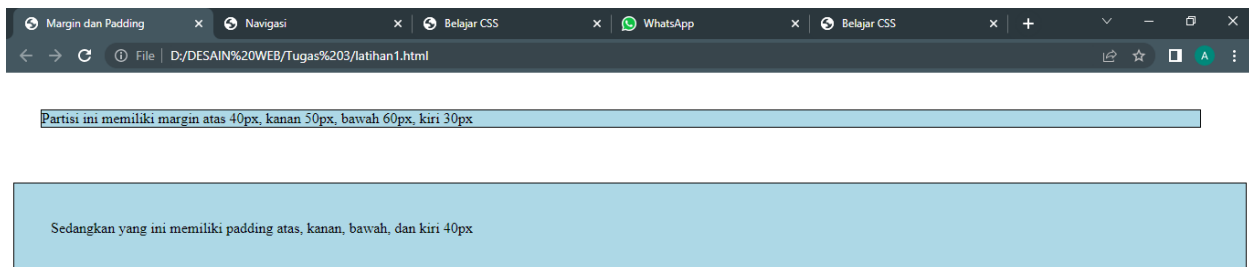 Margin dan Padding Navigasi Belajar CSS WhatsApp Belajar CSS
File D:/DESAIN%20WEB/Tugas%203/latihan1.html A
Partisi ini memiliki margin atas 40px, kanan 50px, bawah 60px, kiri 30px
Sedangkan yang ini memiliki padding atas, kanan, bawah, dan kiri 40px